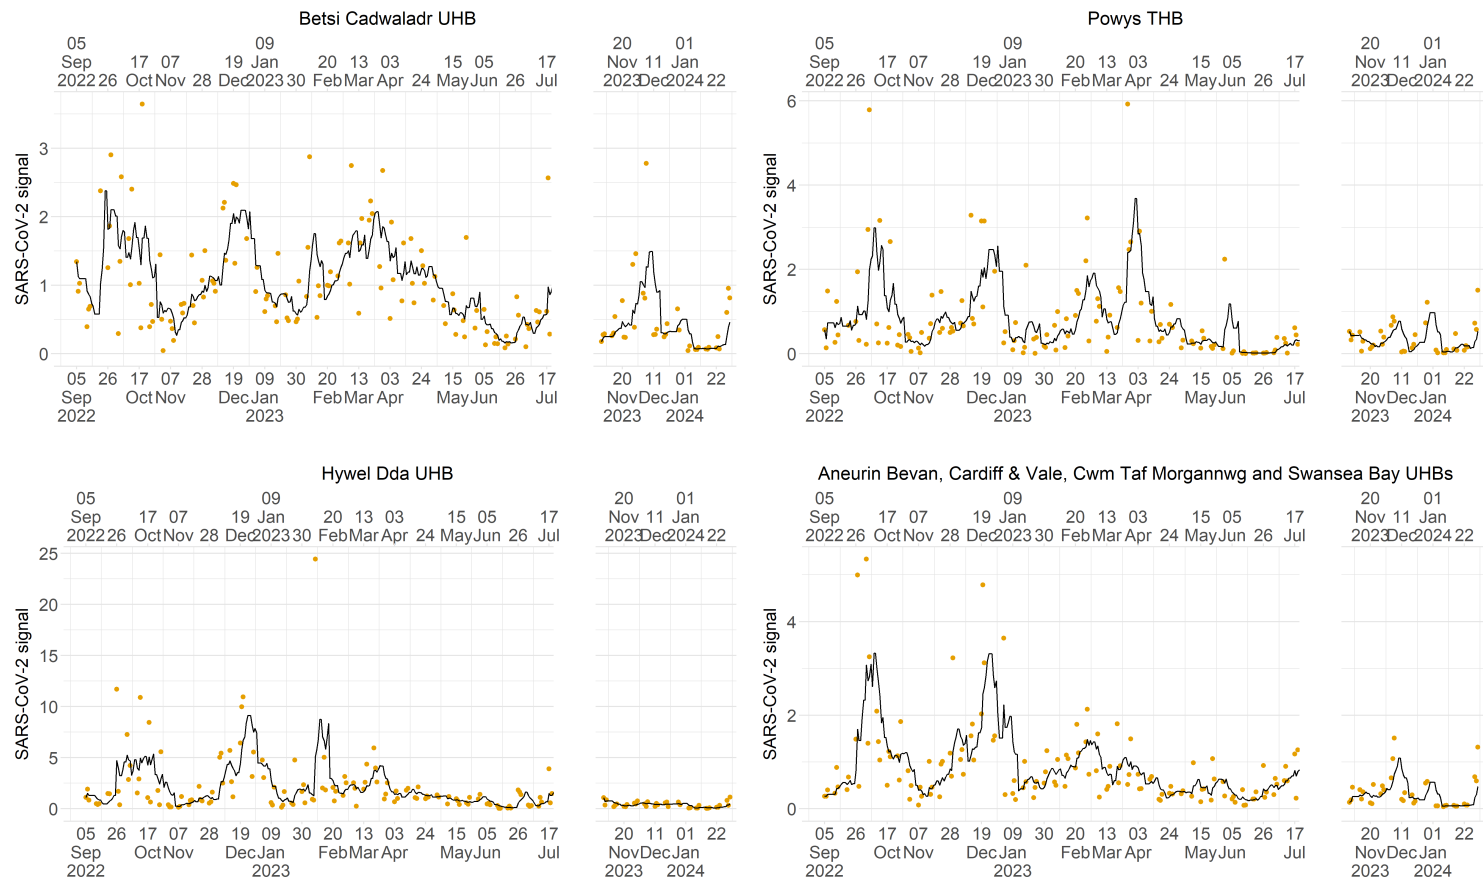 Betsi Cadwaladr UHB
05 09 20 01
Sep 17 07 19 Jan 20 13 03 15 05 17 Nov 11 Jan
2022 26 Oct Nov 28 Dec 2023 30 Feb Mar Apr 24 May Jun 26 Jul 2023 Dec 2024 22
SARS-CoV-2 signal
3
2
1
0
05 26 17 07 28 19 09 30 20 13 03 24 15 05 26 17 20 11 01 22
Sep Oct Nov Dec Jan Feb Mar Apr May Jun Jul Nov Dec Jan
2022 2023 2023 2024
Powys THB
05 09 20 01
Sep 17 07 19 Jan 20 13 03 15 05 17 Nov 11 Jan
2022 26 Oct Nov 28 Dec 2023 30 Feb Mar Apr 24 May Jun 26 Jul 2023 Dec 2024 22
SARS-CoV-2 signal
6
4
2
0
05 26 17 07 28 19 09 30 20 13 03 24 15 05 26 17 20 11 01 22
Sep Oct Nov Dec Jan Feb Mar Apr May Jun Jul Nov Dec Jan
2022 2023 2023 2024
Hywel Dda UHB
05 09 20 01
Sep 17 07 19 Jan 20 13 03 15 05 17 Nov 11 Jan
2022 26 Oct Nov 28 Dec 2023 30 Feb Mar Apr 24 May Jun 26 Jul 2023 Dec 2024 22
SARS-CoV-2 signal
25
20
15
10
5
0
05 26 17 07 28 19 09 30 20 13 03 24 15 05 26 17 20 11 01 22
Sep Oct Nov Dec Jan Feb Mar Apr May Jun Jul Nov Dec Jan
2022 2023 2023 2024
Aneurin Bevan, Cardiff & Vale, Cwm Taf Morgannwg and Swansea Bay UHBs
05 09 20 01
Sep 17 07 19 Jan 20 13 03 15 05 17 Nov 11 Jan
2022 26 Oct Nov 28 Dec 2023 30 Feb Mar Apr 24 May Jun 26 Jul 2023 Dec 2024 22
SARS-CoV-2 signal
4
2
0
05 26 17 07 28 19 09 30 20 13 03 24 15 05 26 17 20 11 01 22
Sep Oct Nov Dec Jan Feb Mar Apr May Jun Jul Nov Dec Jan
2022 2023 2023 2024